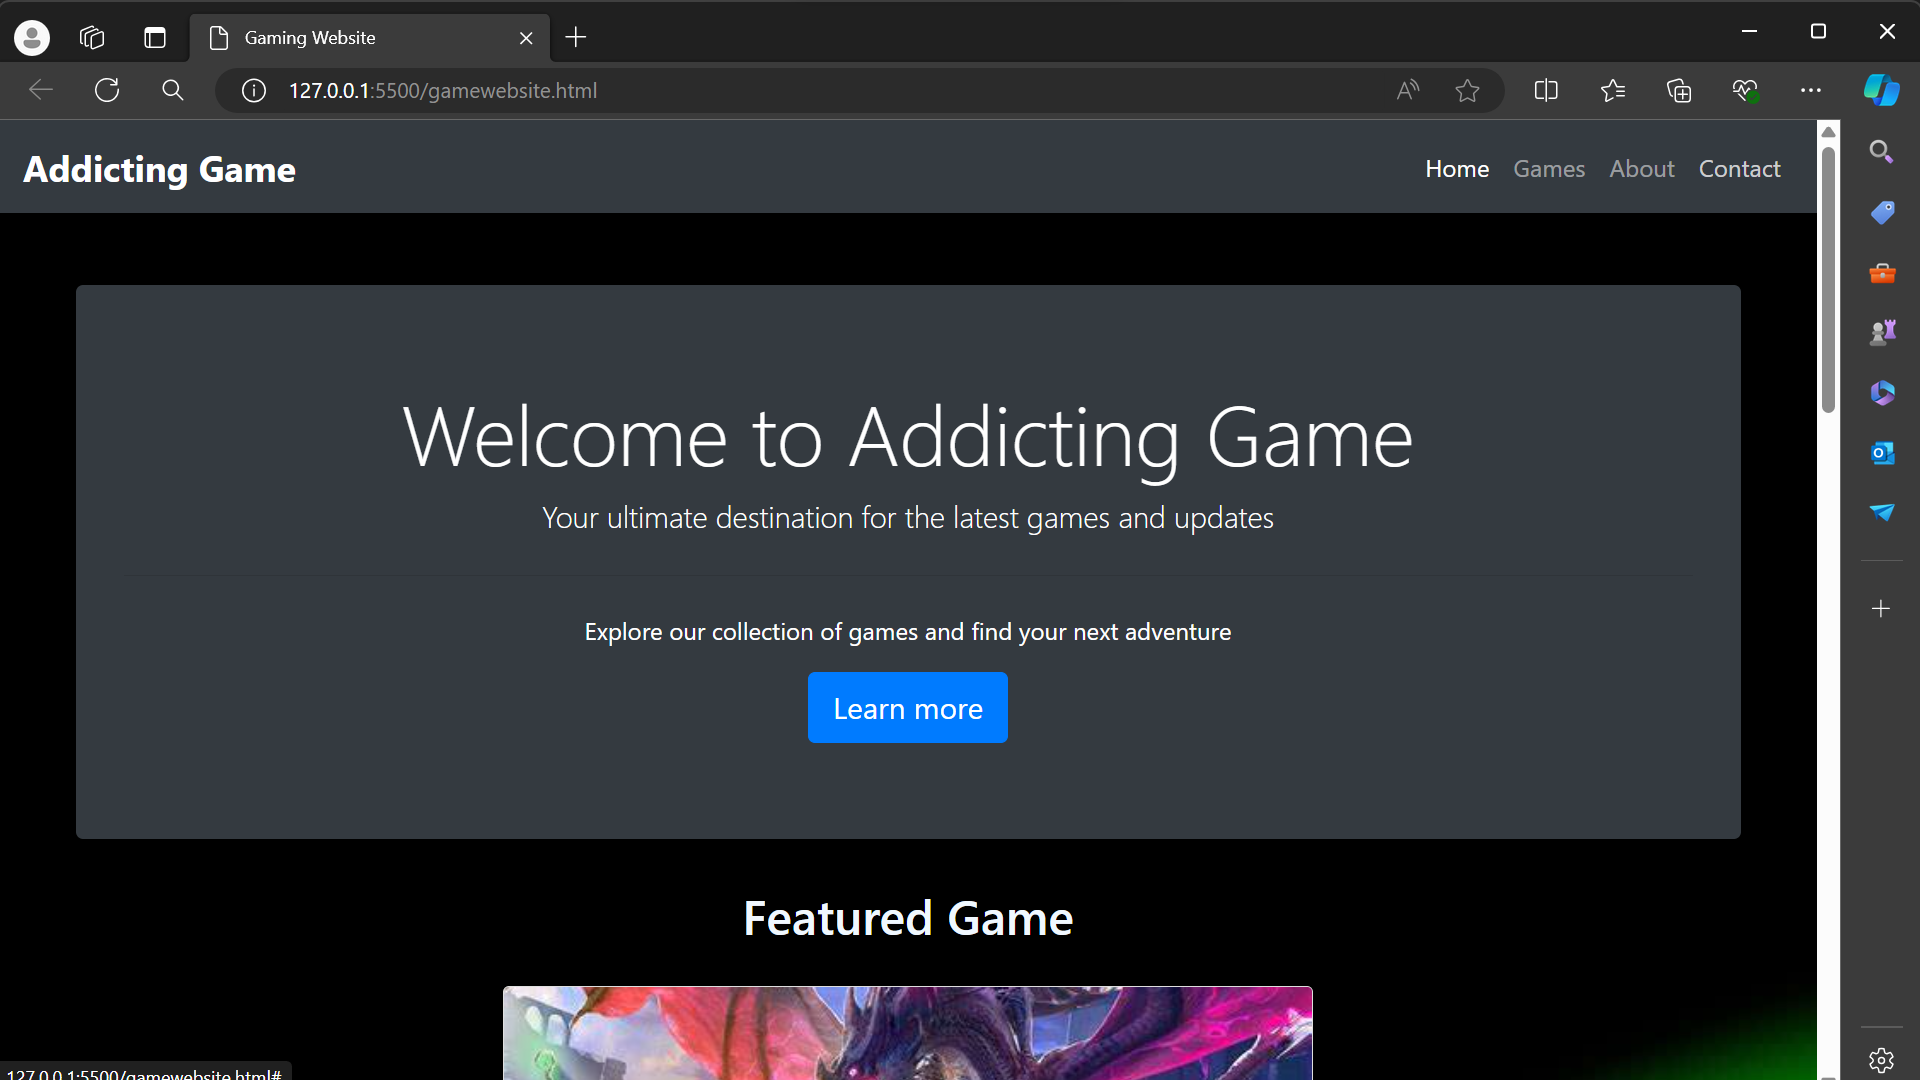 Gaming Website
127.0.0.1:5500/gamewebsite.html
Addicting Game
Home Games About Contact
Welcome to Addicting Game
Your ultimate destination for the latest games and updates
Explore our collection of games and find your next adventure
Learn more
Featured Game
127.0.0.1:5500/gamewebsite.html#